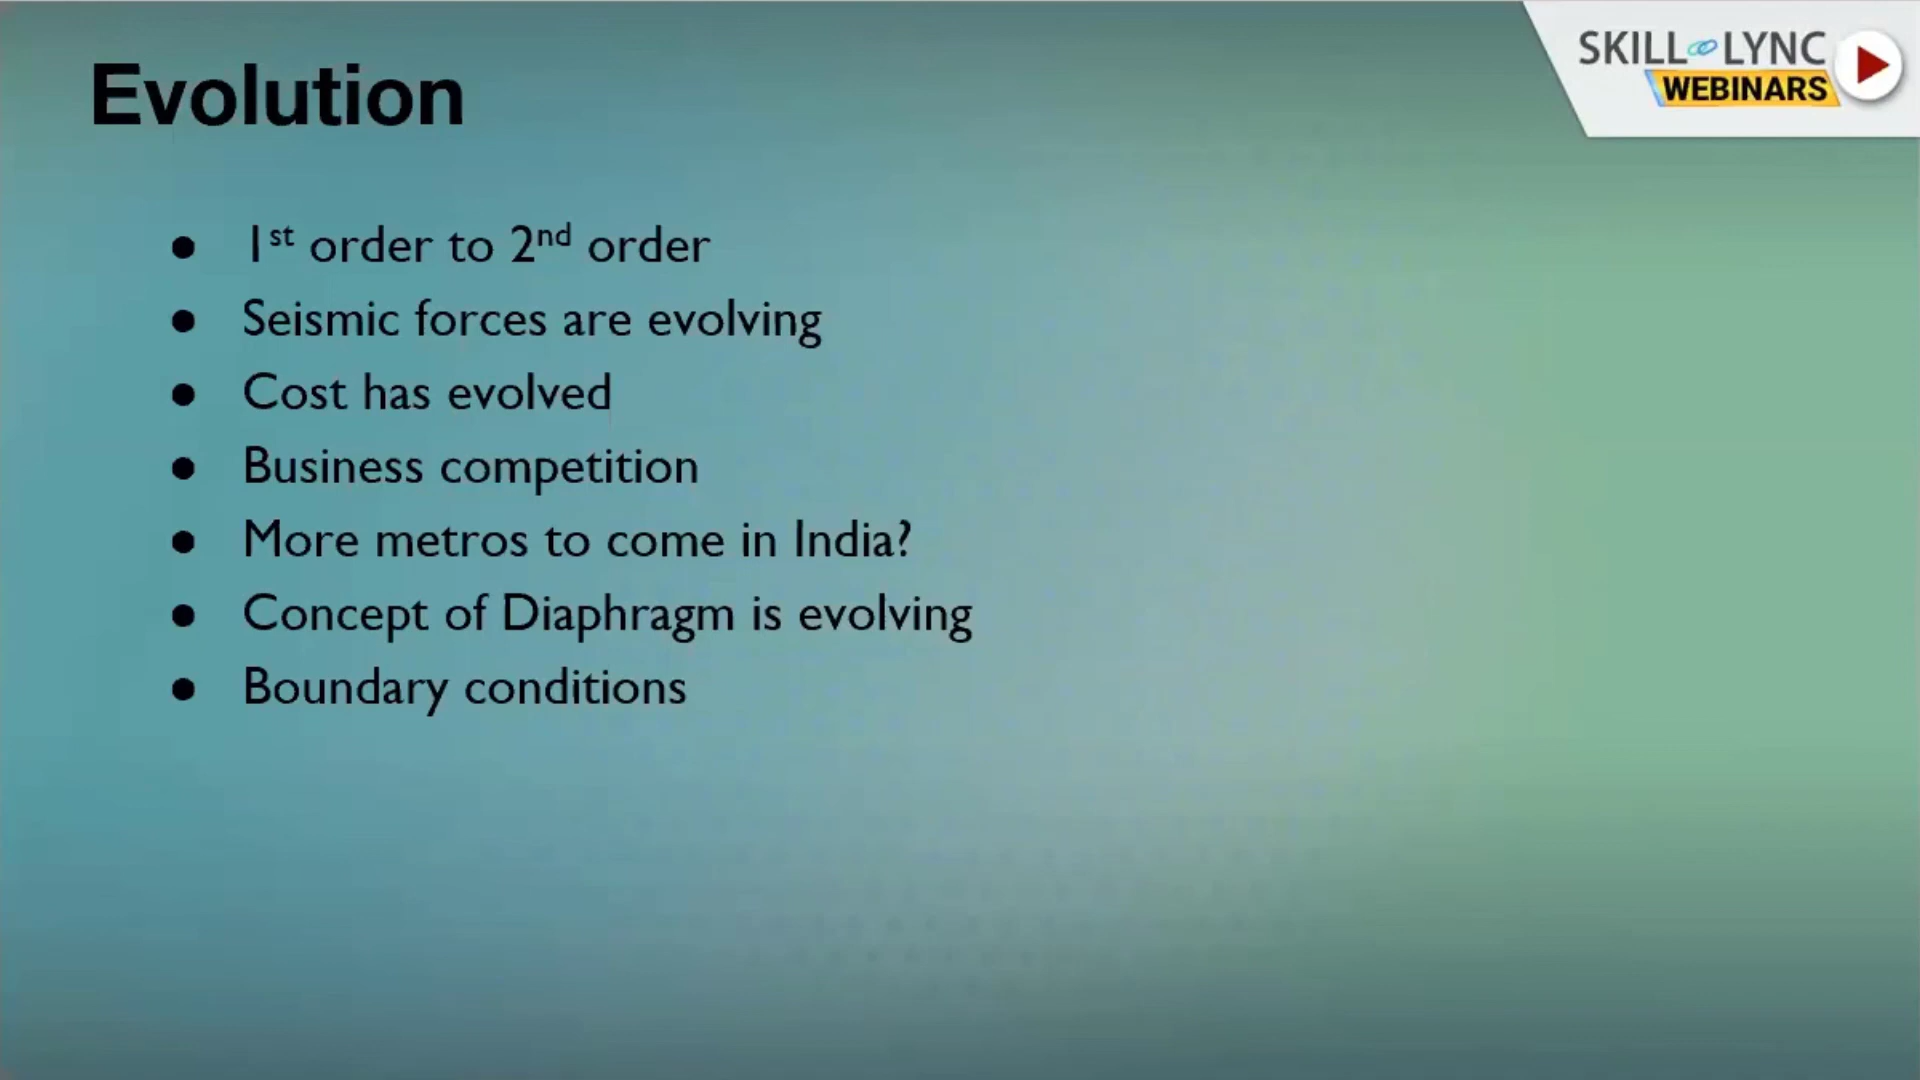 Evolution
SKILL LYNC
WEBINARS
● 1st order to 2nd order
● Seismic forces are evolving
● Cost has evolved
● Business competition
● More metros to come in India?
● Concept of Diaphragm is evolving
● Boundary conditions